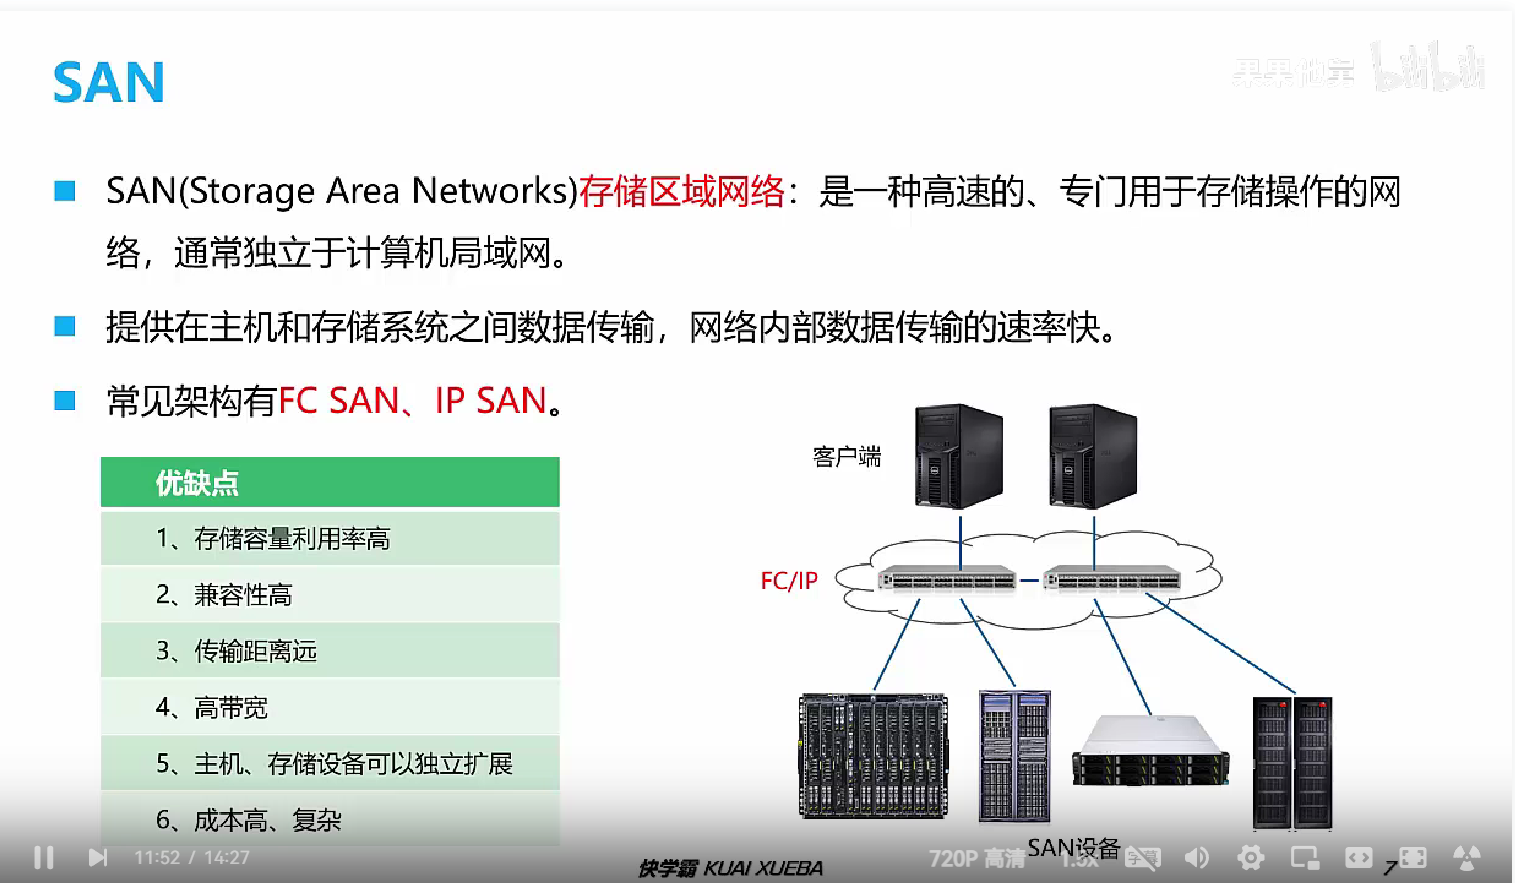 果果他舅 bilibili
SAN
SAN(Storage Area Networks)存储区域网络：是一种高速的、专门用于存储操作的网
络，通常独立于计算机局域网。
提供在主机和存储系统之间数据传输，网络内部数据传输的速率快。
常见架构有FC SAN、IP SAN。
优缺点
1、存储容量利用率高
2、兼容性高
3、传输距离远
4、高带宽
5、主机、存储设备可以独立扩展
6、成本高、复杂
客户端
FC/IP
SAN设备
11:52 / 14:27
快学霸 KUAI XUEBA
720P 高清
1.5x
字幕
7